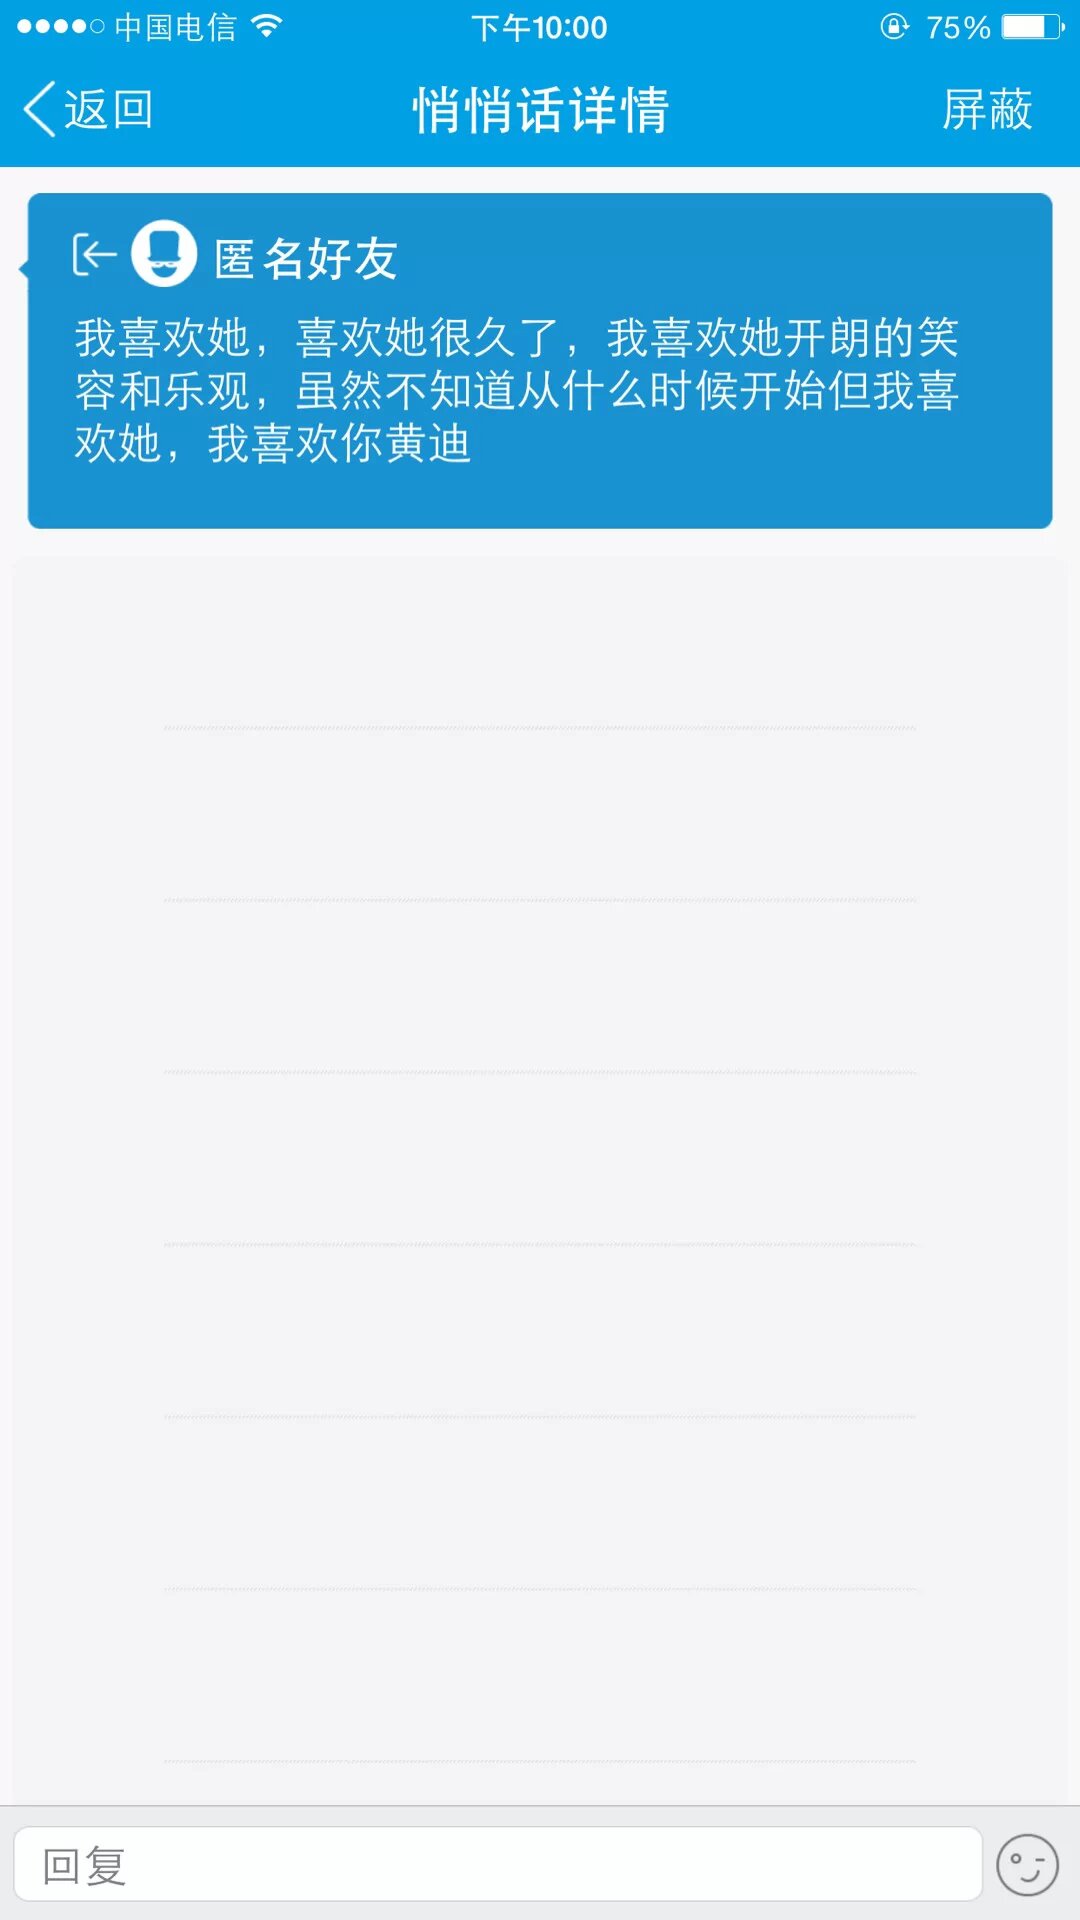 中国电信 下午10:00 75%
返回 悄悄话详情 屏蔽
匿名好友
我喜欢她，喜欢她很久了，我喜欢她开朗的笑
容和乐观，虽然不知道从什么时候开始但我喜
欢她，我喜欢你黄迪
回复